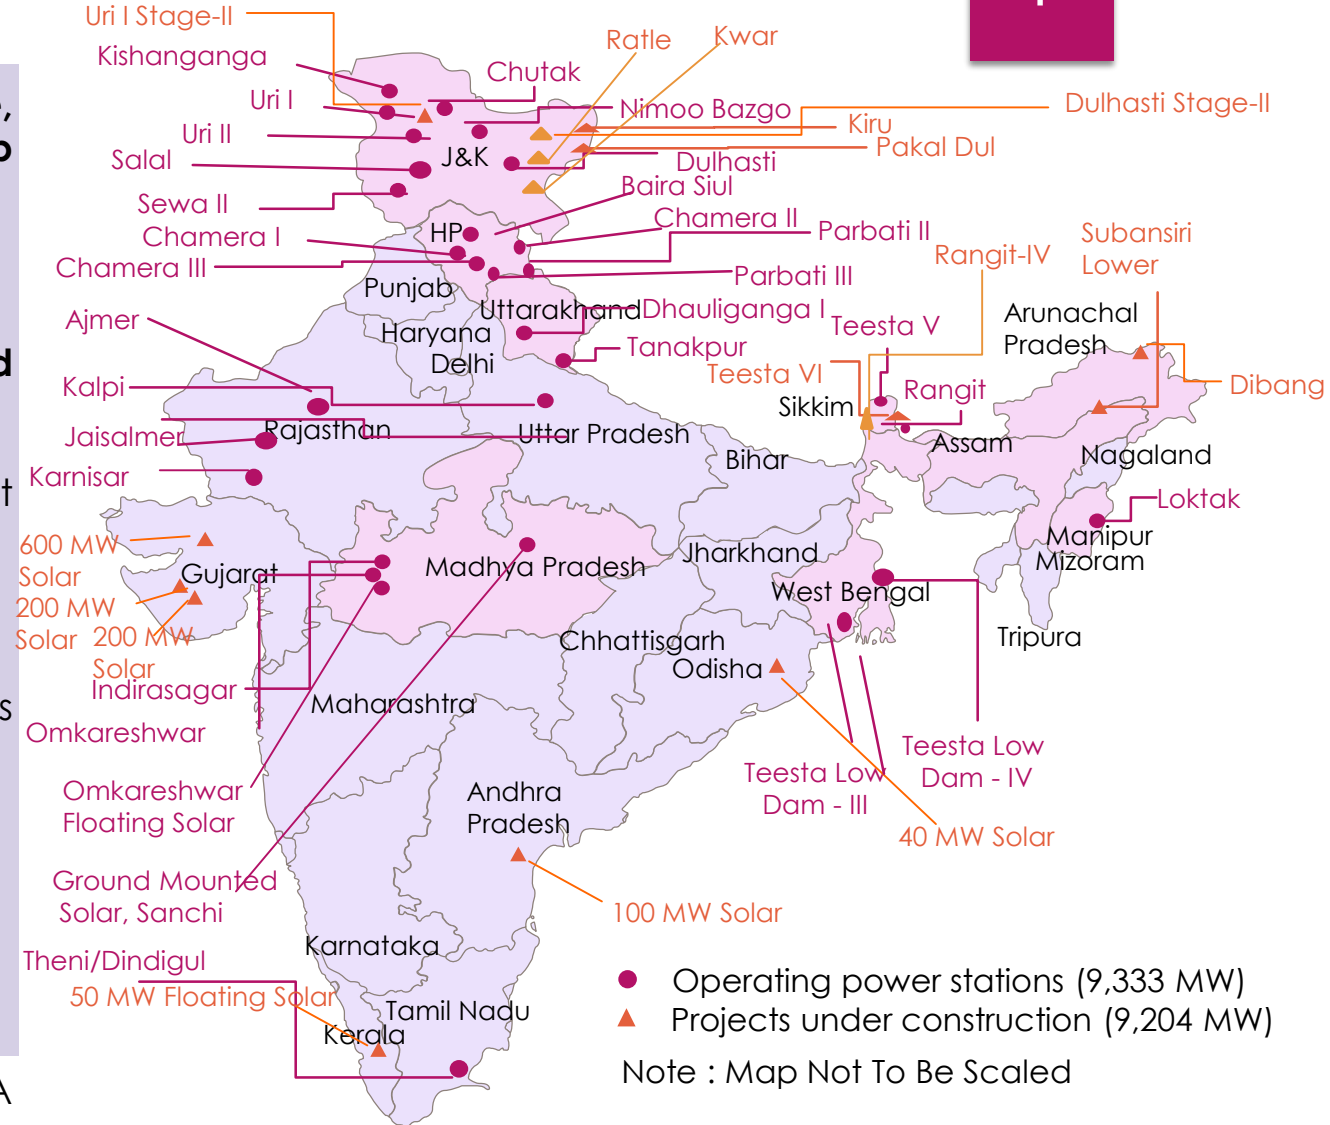 Uri I Stage-II
Kishanganga
Ratle
Kwar
Chutak
Uri I
Nimoo Bazgo
Dulhasti Stage-II
Kiru
Uri II
Pakal Dul
J&K
Salal
Dulhasti
Baira Siul
Sewa II
Chamera II
HP
Parbati II
Subansiri
Lower
Chamera I
Rangit-IV
Chamera III
Parbati III
Punjab
Uttarakhand
Dhauliganga I
Arunachal
Pradesh
Ajmer
Teesta V
Haryana
Delhi
Tanakpur
Teesta VI
Kalpi
Rangit
Dibang
Sikkim
Jaisalmer
Rajasthan
Uttar Pradesh
Assam
Bihar
Nagaland
Karnisar
Loktak
600 MW
Solar
Manipur
Mizoram
Jharkhand
Madhya Pradesh
Gujarat
West Bengal
200 MW
Solar
200 MW
Solar
Tripura
Chhattisgarh
Odisha
Indirasagar
Maharashtra
Omkareshwar
Teesta Low
Dam - IV
Teesta Low
Dam - III
Omkareshwar
Floating Solar
Andhra
Pradesh
40 MW Solar
Ground Mounted
Solar, Sanchi
100 MW Solar
Karnataka
Theni/Dindigul
50 MW Floating Solar
Tamil Nadu
Kerala
Operating power stations (9,333 MW)
Projects under construction (9,204 MW)
Note : Map Not To Be Scaled